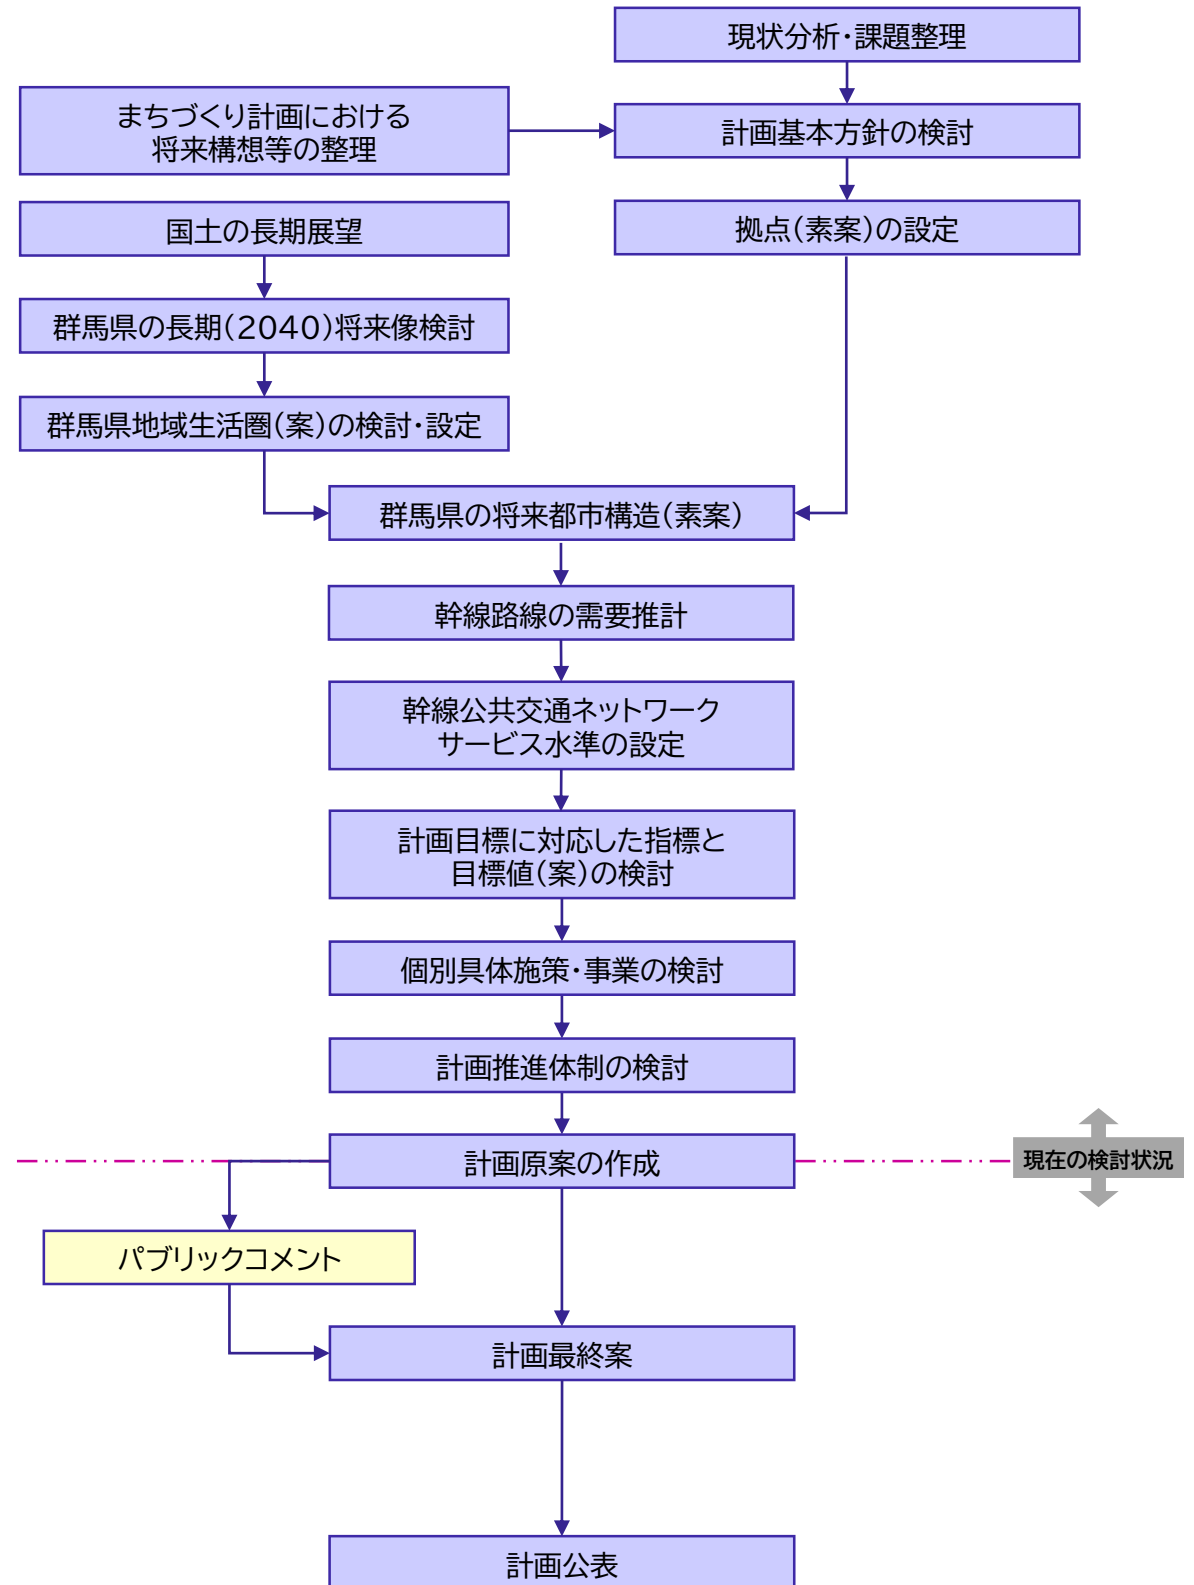 現状分析・課題整理
まちづくり計画における
将来構想等の整理
計画基本方針の検討
国土の長期展望
拠点(素案)の設定
群馬県の長期(2040)将来像検討
群馬県地域生活圏(案)の検討・設定
群馬県の将来都市構造(素案)
幹線路線の需要推計
幹線公共交通ネットワーク
サービス水準の設定
計画目標に対応した指標と
目標値(案)の検討
個別具体施策・事業の検討
計画推進体制の検討
計画原案の作成
現在の検討状況
パブリックコメント
計画最終案
計画公表